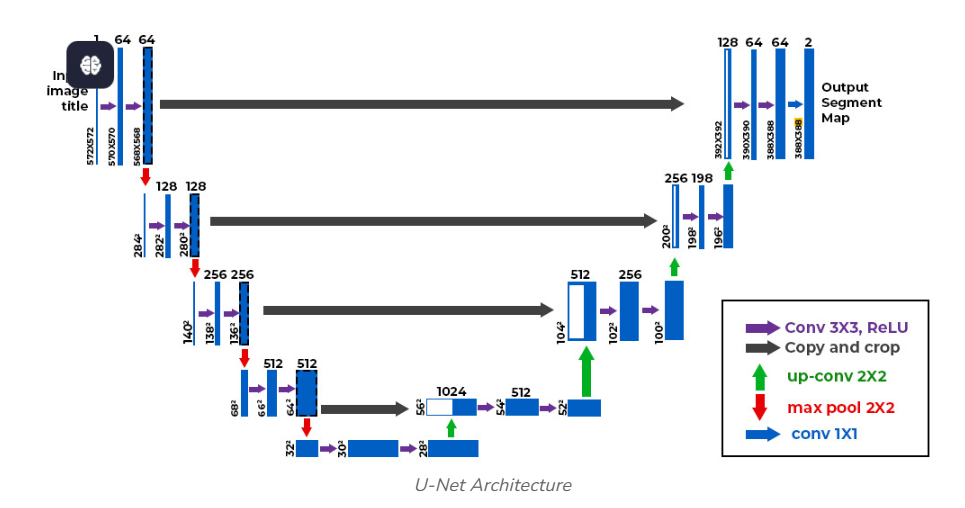 1 64 64
128 64 64 2
Inp
image
title
572X572
570X570
568X568
392X392
390X390
388X388
388X388
Output
Segment
Map
128 128
284²
282²
280²
256 198
200²
198²
196²
256 256
140²
138²
136²
512 256
104²
102²
100²
512 512
68²
66²
64²
1024 512
56²
54²
52²
32²
30²
28²
Conv 3X3, ReLU
Copy and crop
up-conv 2X2
max pool 2X2
conv 1X1
U-Net Architecture